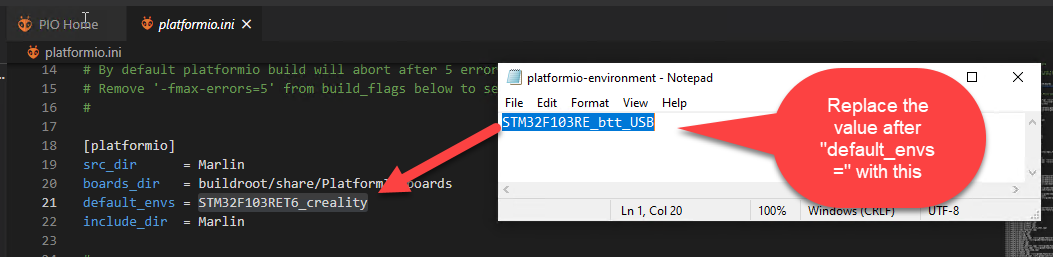 PIO Home
platformio.ini
platformio.ini
14 # By default platformio build will abort after 5 error
15 # Remove '-fmax-errors=5' from build_flags below to se
16 #
17
18 [platformio]
19 src_dir = Marlin
20 boards_dir = buildroot/share/Platform boards
21 default_envs = STM32F103RET6_creality
22 include_dir = Marlin
23
platformio-environment - Notepad
File Edit Format View Help
STM32F103RE_btt_USB
Ln 1, Col 20 100% Windows (CRLF) UTF-8
Replace the
value after
"default_envs
=" with this